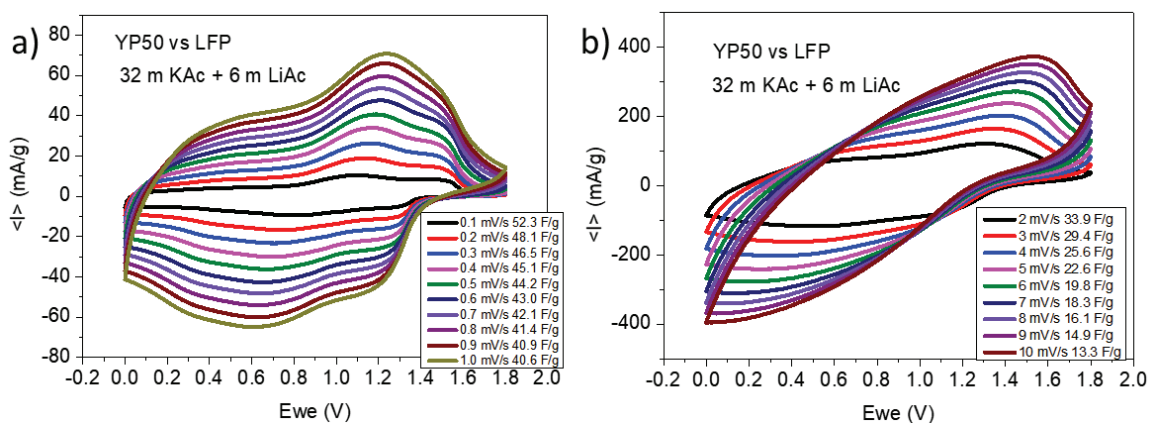 a)
YP50 vs LFP
32 m KAc + 6 m LiAc
80
60
40
20
0
-20
-40
-60
-80
<I> (mA/g)
0.1 mV/s 52.3 F/g
0.2 mV/s 48.1 F/g
0.3 mV/s 46.5 F/g
0.4 mV/s 45.1 F/g
0.5 mV/s 44.2 F/g
0.6 mV/s 43.0 F/g
0.7 mV/s 42.1 F/g
0.8 mV/s 41.4 F/g
0.9 mV/s 40.9 F/g
1.0 mV/s 40.6 F/g
-0.2 0.0 0.2 0.4 0.6 0.8 1.0 1.2 1.4 1.6 1.8 2.0
Ewe (V)
b)
YP50 vs LFP
32 m KAc + 6 m LiAc
400
200
0
-200
-400
<I> (mA/g)
2 mV/s 33.9 F/g
3 mV/s 29.4 F/g
4 mV/s 25.6 F/g
5 mV/s 22.6 F/g
6 mV/s 19.8 F/g
7 mV/s 18.3 F/g
8 mV/s 16.1 F/g
9 mV/s 14.9 F/g
10 mV/s 13.3 F/g
-0.2 0.0 0.2 0.4 0.6 0.8 1.0 1.2 1.4 1.6 1.8 2.0
Ewe (V)